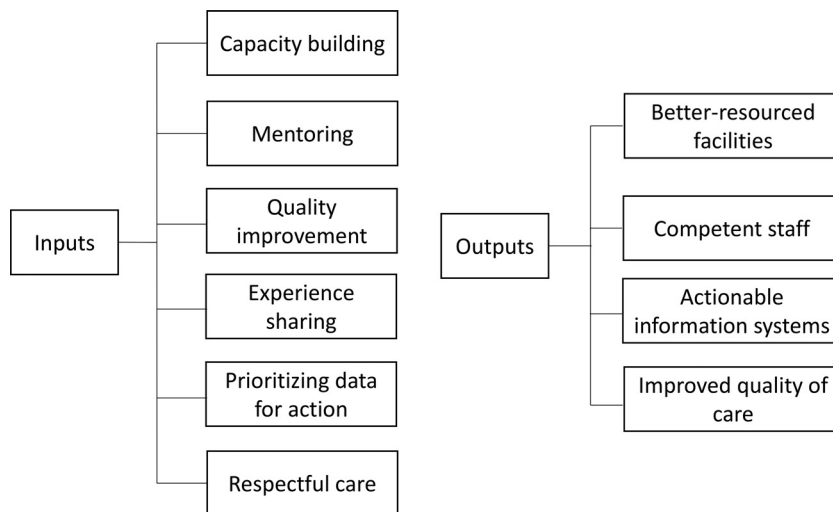 Inputs
Capacity building
Mentoring
Quality
improvement
Experience
sharing
Prioritizing data
for action
Respectful care
Outputs
Better-resourced
facilities
Competent staff
Actionable
information systems
Improved quality of
care